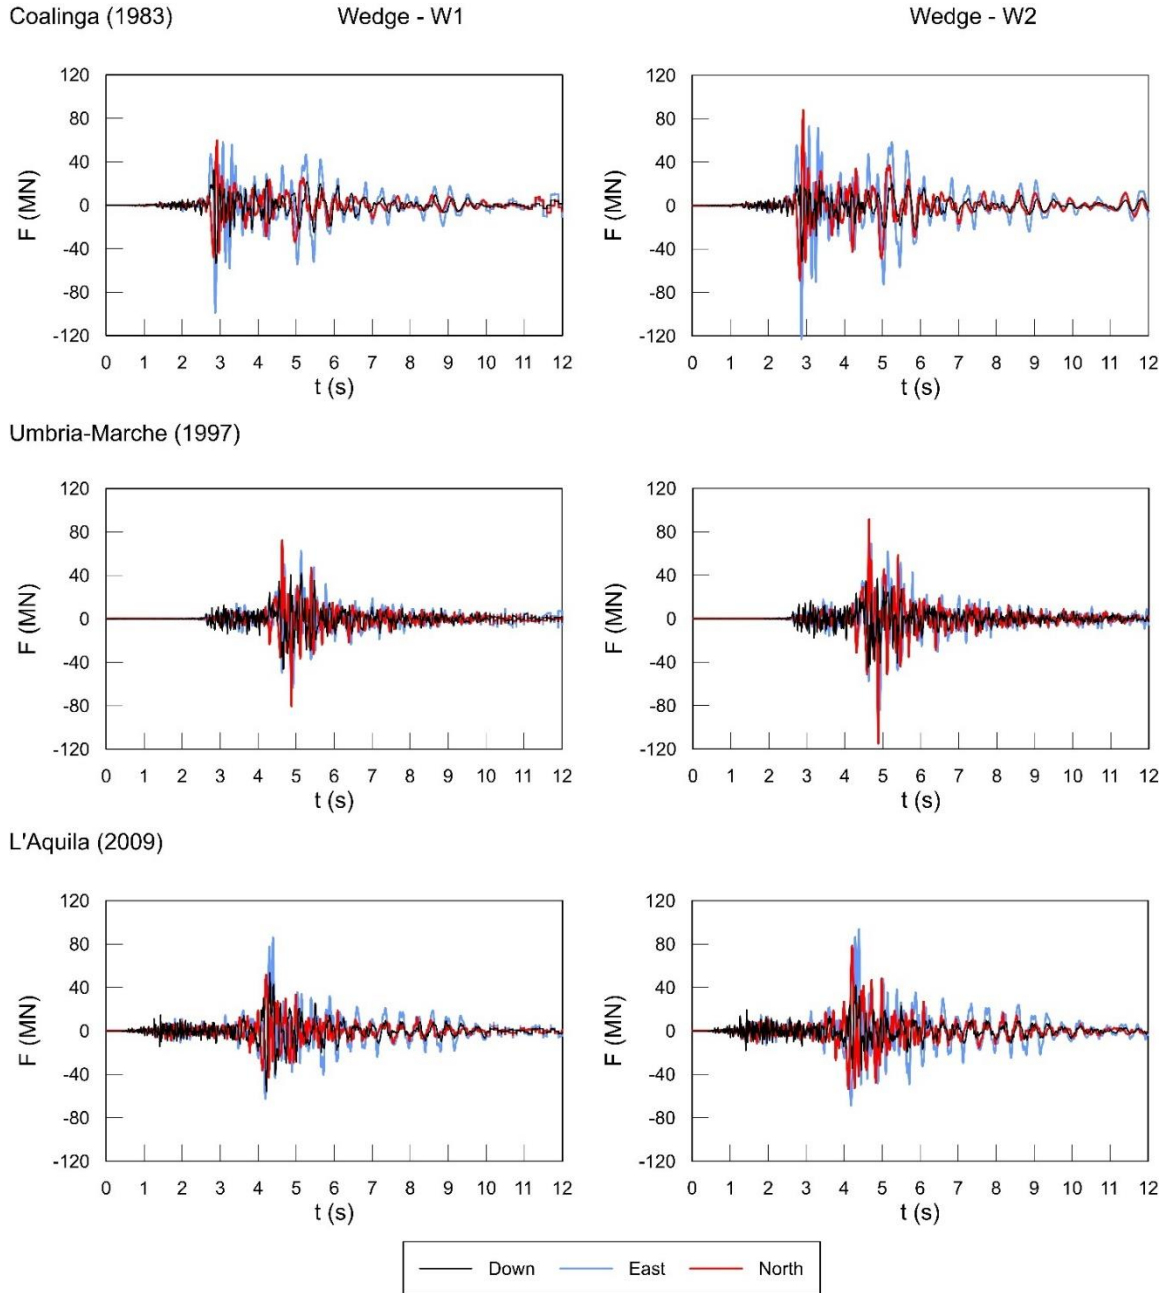 Coalinga (1983) Wedge - W1 Wedge - W2
120 120
80 80
40 40
F (MN) 0 F (MN) 0
-40 -40
-80 -80
-120 -120
0 1 2 3 4 5 6 7 8 9 10 11 12 0 1 2 3 4 5 6 7 8 9 10 11 12
t (s) t (s)
Umbria-Marche (1997)
120 120
80 80
40 40
F (MN) 0 F (MN) 0
-40 -40
-80 -80
-120 -120
0 1 2 3 4 5 6 7 8 9 10 11 12 0 1 2 3 4 5 6 7 8 9 10 11 12
t (s) t (s)
L'Aquila (2009)
120 120
80 80
40 40
F (MN) 0 F (MN) 0
-40 -40
-80 -80
-120 -120
0 1 2 3 4 5 6 7 8 9 10 11 12 0 1 2 3 4 5 6 7 8 9 10 11 12
t (s) t (s)
Down East North